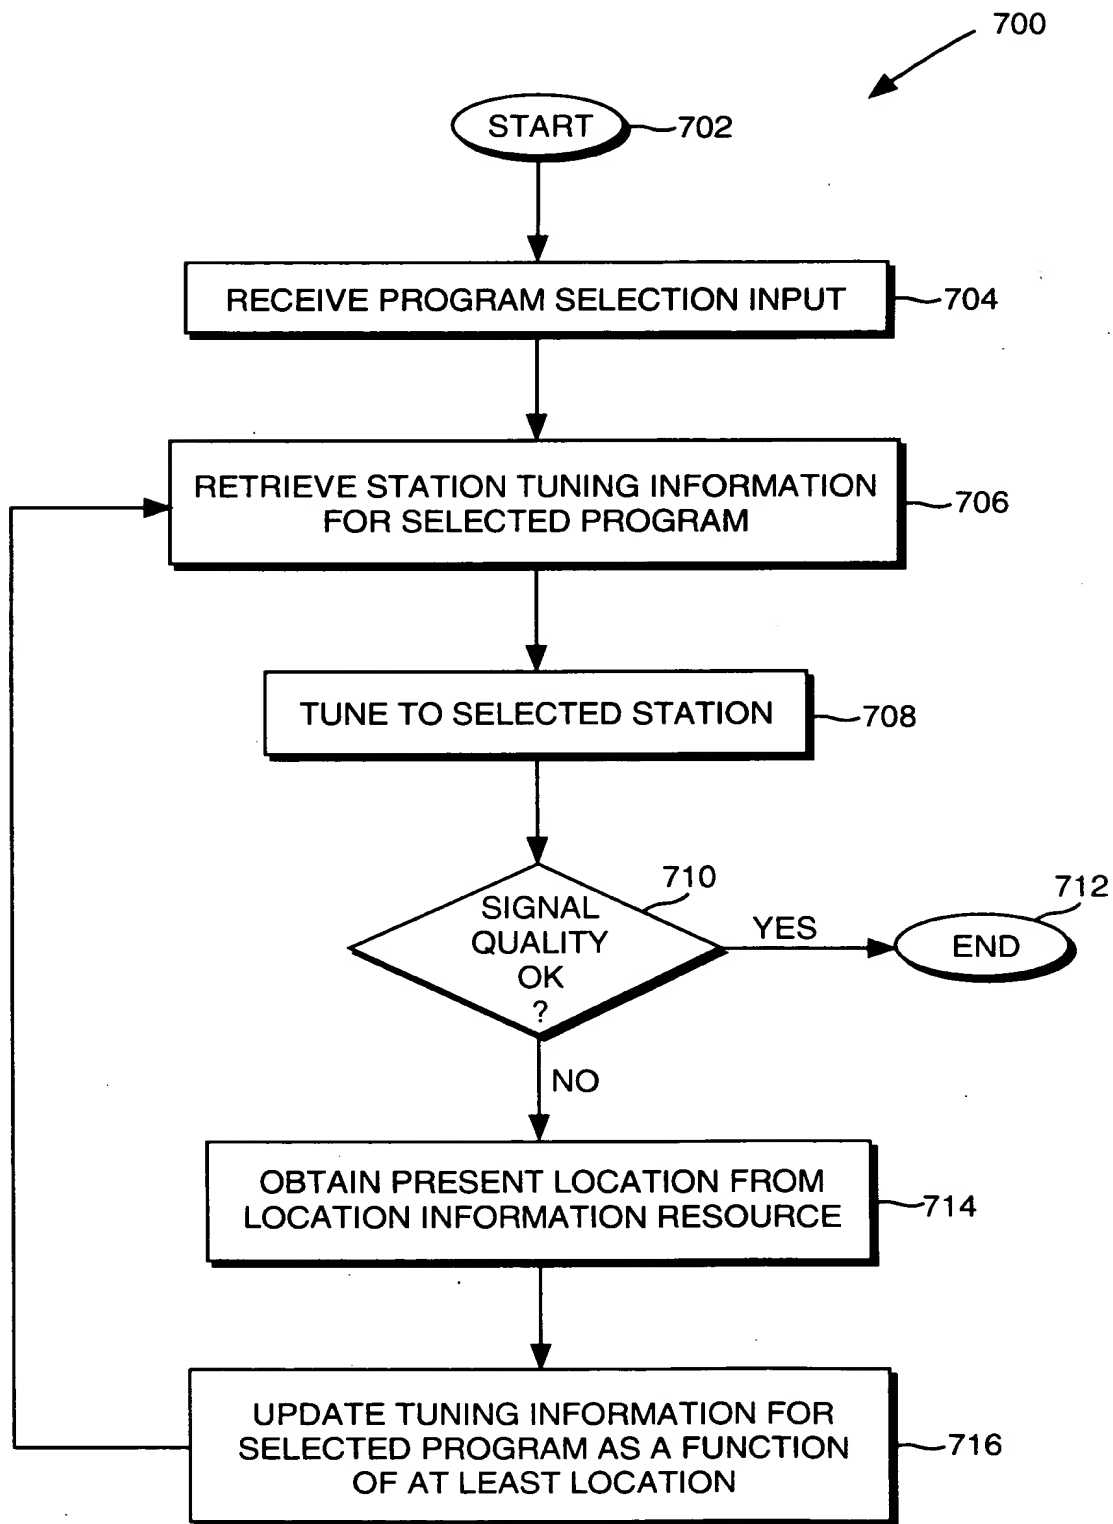 700
START
702
RECEIVE PROGRAM SELECTION INPUT
704
RETRIEVE STATION TUNING INFORMATION
FOR SELECTED PROGRAM
706
TUNE TO SELECTED STATION
708
SIGNAL
QUALITY
OK
?
710
YES
END
712
NO
OBTAIN PRESENT LOCATION FROM
LOCATION INFORMATION RESOURCE
714
UPDATE TUNING INFORMATION FOR
SELECTED PROGRAM AS A FUNCTION
OF AT LEAST LOCATION
716